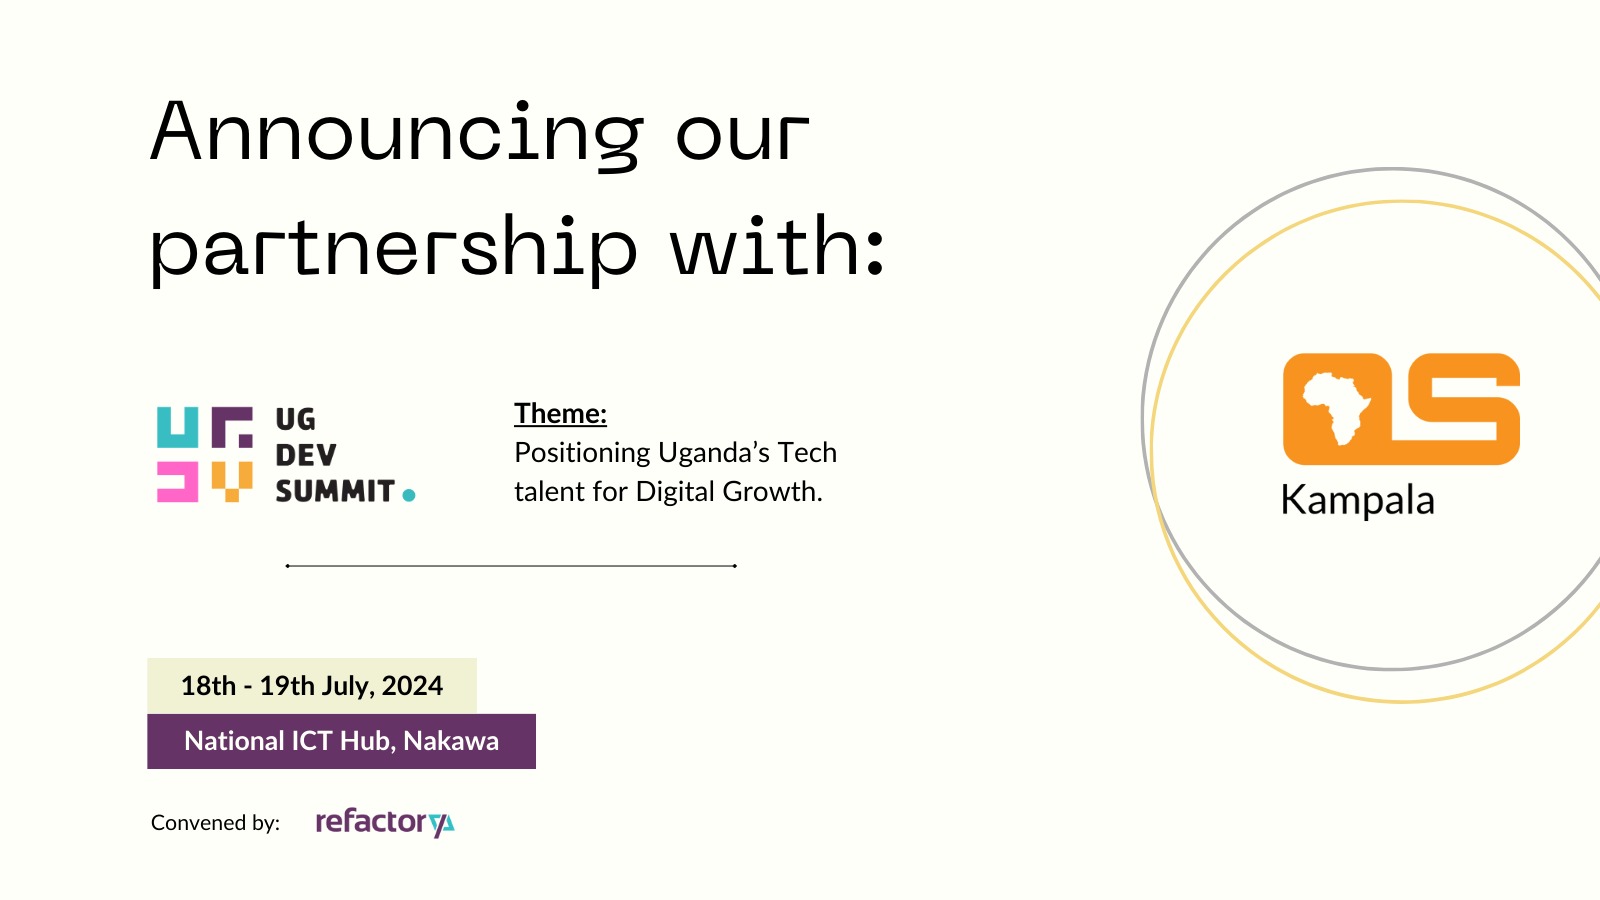 Announcing our
partnership with:
UG
DEV
SUMMIT.
Theme:
Positioning Uganda’s Tech
talent for Digital Growth.
OS
Kampala
18th - 19th July, 2024
National ICT Hub, Nakawa
Convened by: refactory